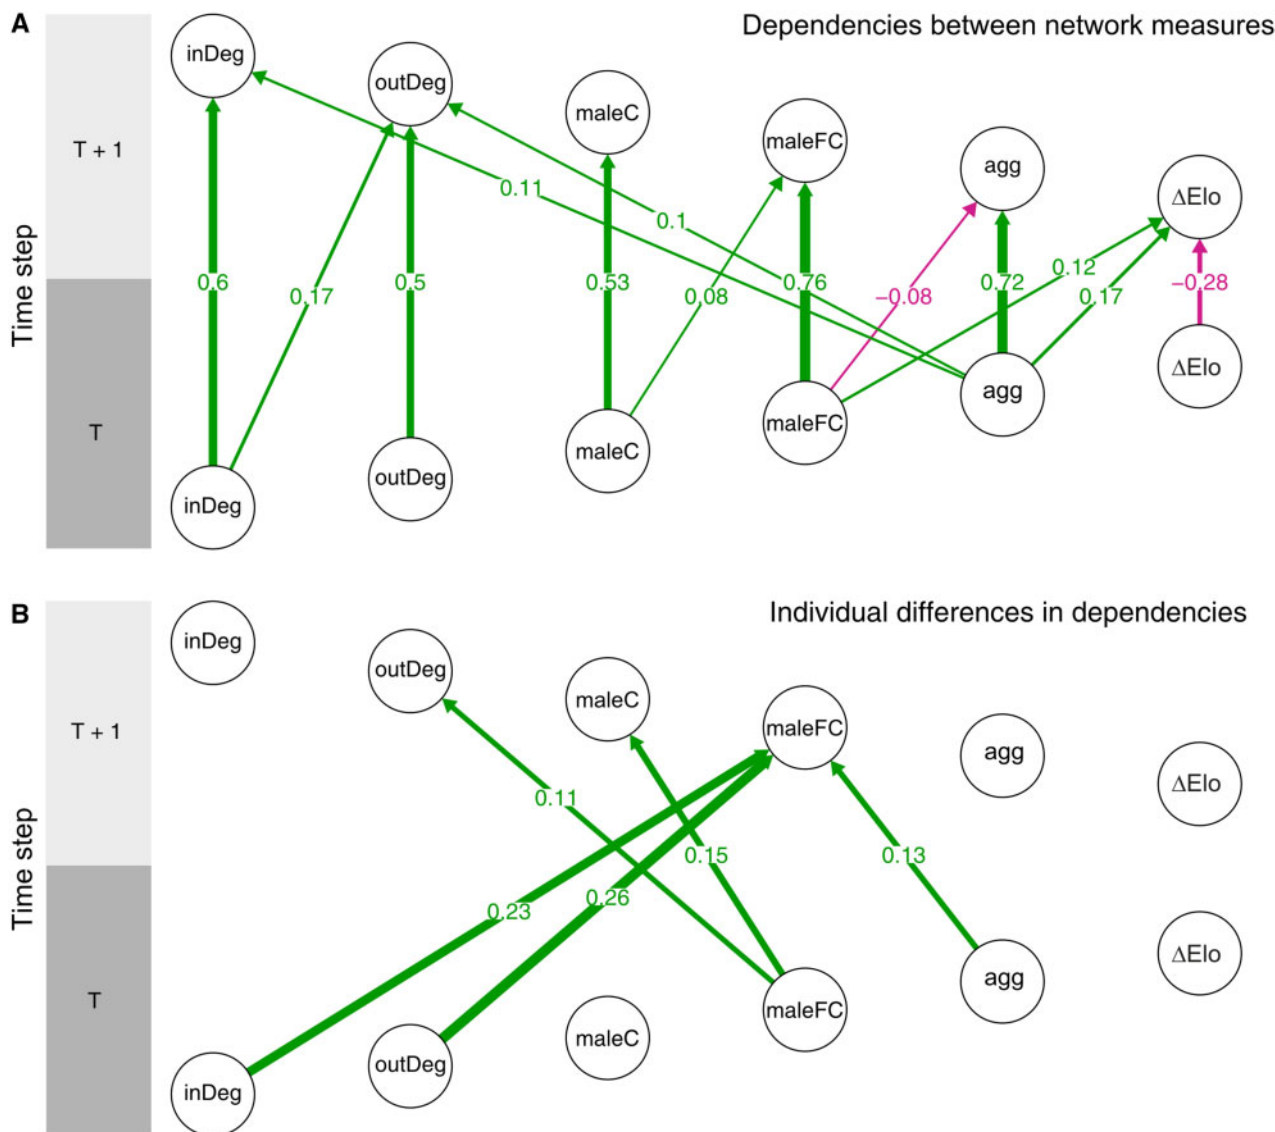 A
Dependencies between network measures
inDeg
outDeg
maleC
maleFC
agg
ΔElo
T + 1
Time step
T
0.11
0.1
0.6
0.17
0.5
0.53
0.08
0.76
−0.08
0.72
0.12
0.17
−0.28
inDeg
outDeg
maleC
maleFC
agg
ΔElo
B
Individual differences in dependencies
inDeg
outDeg
maleC
maleFC
agg
ΔElo
T + 1
Time step
T
0.11
0.15
0.13
0.23
0.26
inDeg
outDeg
maleC
maleFC
agg
ΔElo